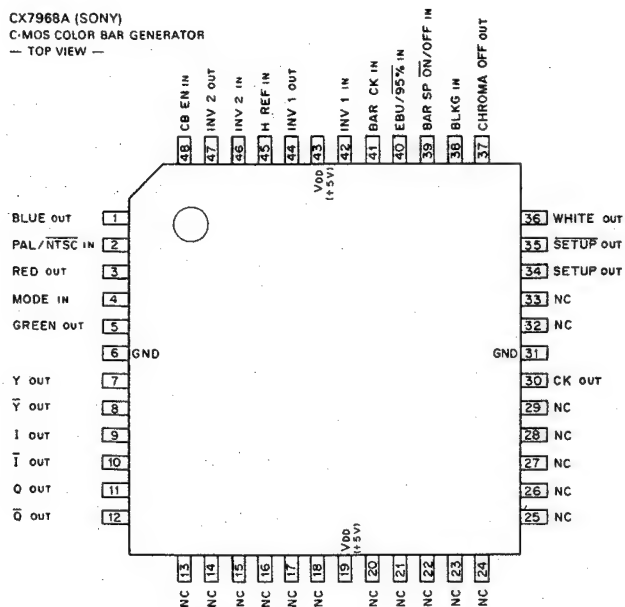 CX7968A (SONY)
C-MOS COLOR BAR GENERATOR
— TOP VIEW —
CB EN IN
INV 2 OUT
INV 2 IN
H REF IN
INV 1 OUT
INV 1 IN
BAR CK IN
EBU/9̅5̅%̅ IN
BAR SP O̅N̅/OFF IN
BLKG IN
CHROMA OFF OUT
48
47
46
45
44
43
42
41
40
39
38
37
VDD
(+5V)
BLUE OUT 1
PAL/N̅T̅S̅C̅ IN 2
RED OUT 3
MODE IN 4
GREEN OUT 5
6 GND
Y OUT 7
Y̅ OUT 8
I OUT 9
I̅ OUT 10
Q OUT 11
Q̅ OUT 12
36 WHITE OUT
35 S̅E̅T̅U̅P̅ OUT
34 SETUP OUT
33 NC
32 NC
GND 31
30 CK OUT
29 NC
28 NC
27 NC
26 NC
25 NC
VDD
(+5V)
13
14
15
16
17
18
19
20
21
22
23
24
NC
NC
NC
NC
NC
NC
NC
NC
NC
NC
NC